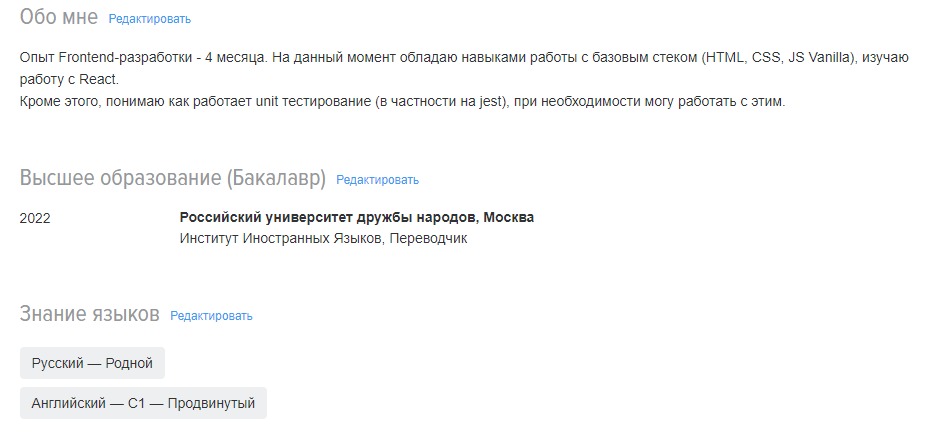 Обо мне Редактировать
Опыт Frontend-разработки - 4 месяца. На данный момент обладаю навыками работы с базовым стеком (HTML, CSS, JS Vanilla), изучаю
работу с React.
Кроме этого, понимаю как работает unit тестирование (в частности на jest), при необходимости могу работать с этим.
Высшее образование (Бакалавр) Редактировать
2022 Российский университет дружбы народов, Москва
Институт Иностранных Языков, Переводчик
Знание языков Редактировать
Русский — Родной
Английский — C1 — Продвинутый